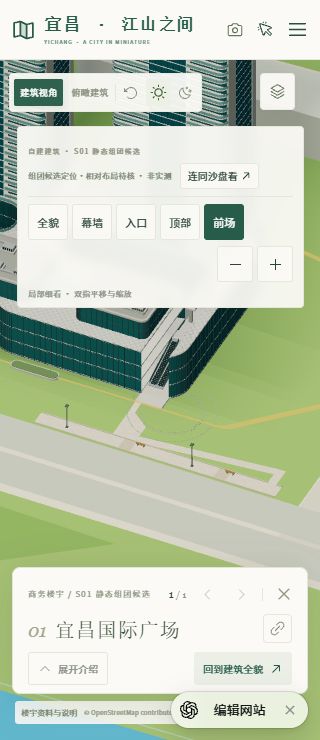 宜昌 · 江山之间
YICHANG · A CITY IN MINIATURE
建筑视角 俯瞰建筑
自建建筑 · S01 静态组团候选
组团候选定位·相对布局待核 · 非实测 连同沙盘看 ↗
全貌 幕墙 入口 顶部 前场
− +
局部细看 · 双指平移与缩放
商务楼宇 / S01 静态组团候选 1 / 1
01 宜昌国际广场
展开介绍 回到建筑全貌 ↗
楼宇资料与说明 © OpenStreetMap contribut
编辑网站